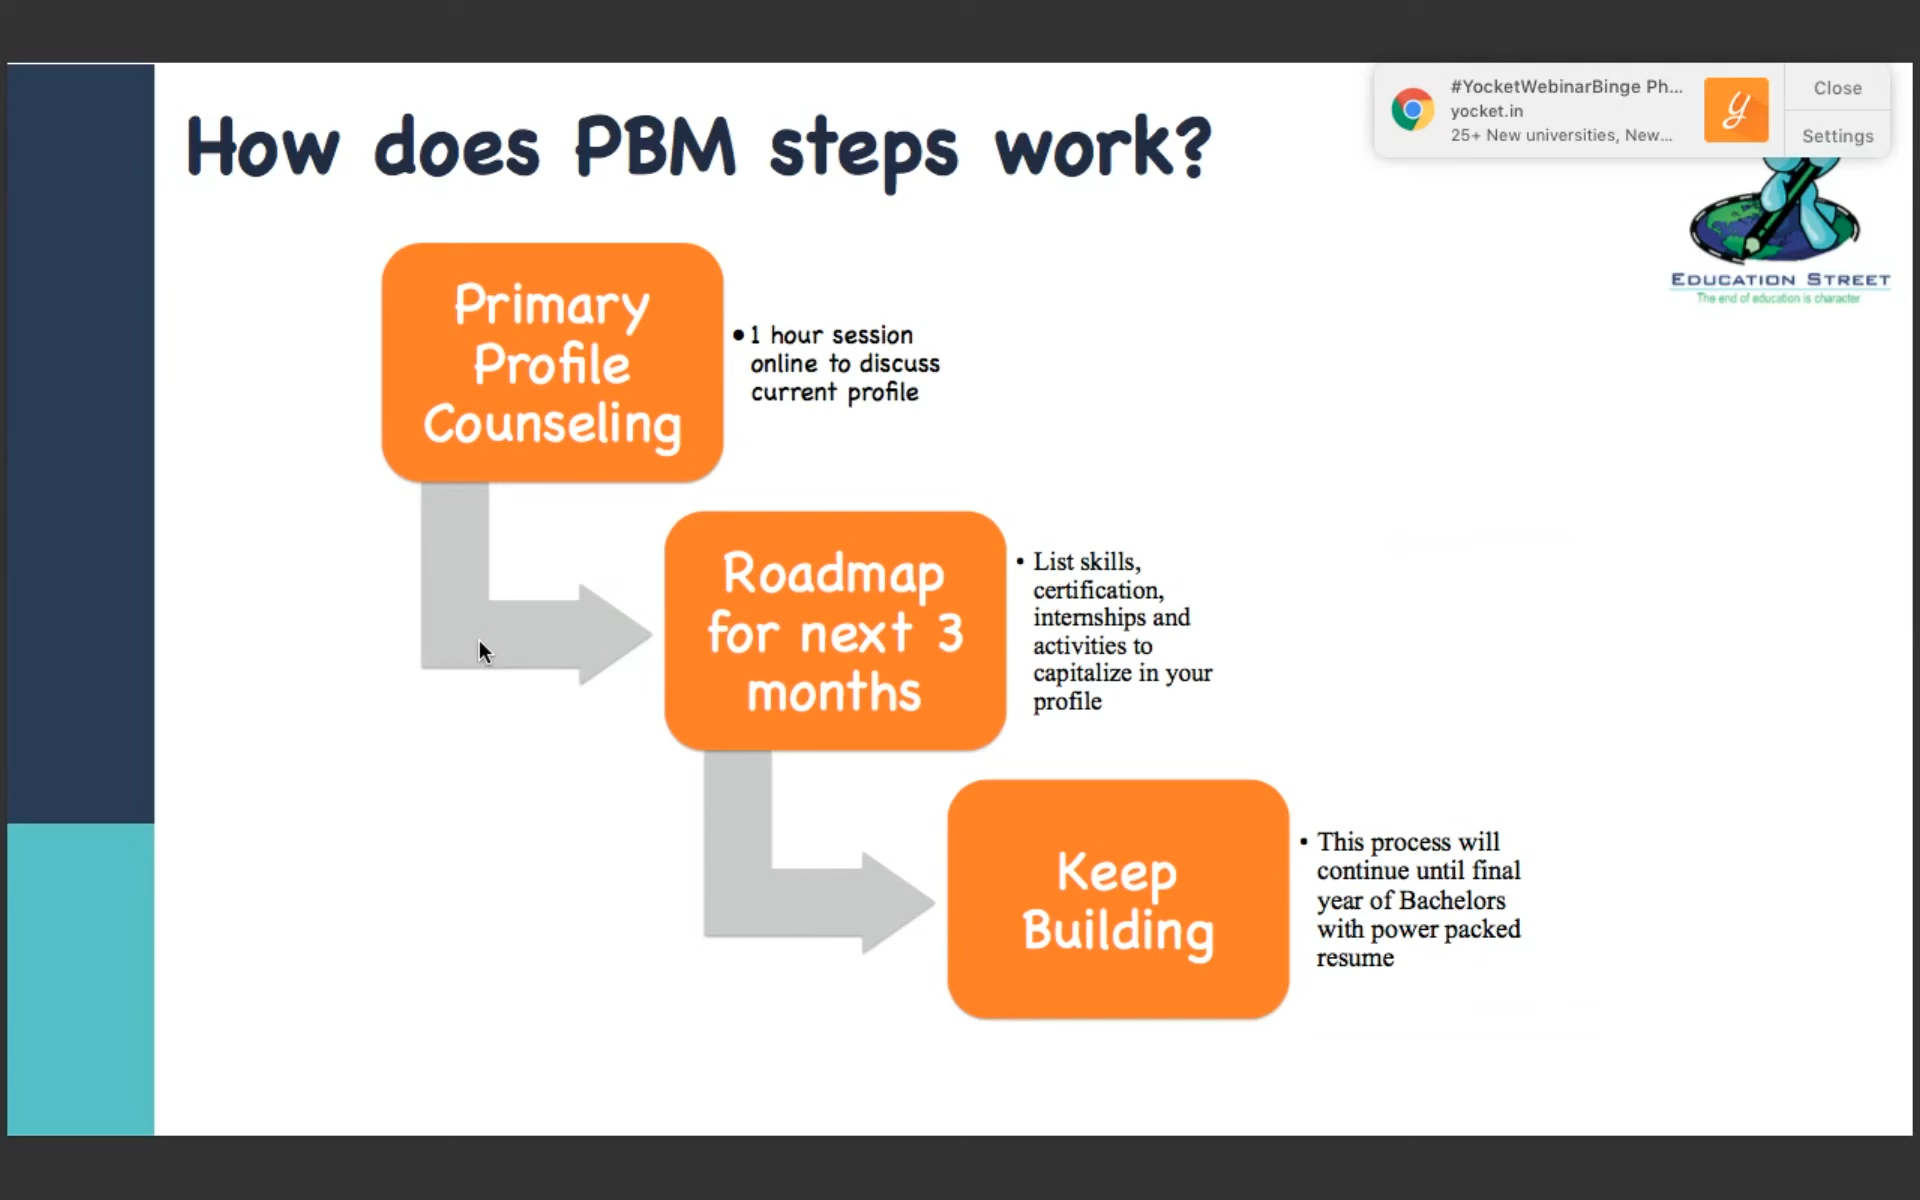 How does PBM steps work?
#YocketWebinarBinge Ph...
yocket.in
25+ New universities, New...
y
Close
Settings
EDUCATION STREET
The end of education is character
Primary
Profile
Counseling
• 1 hour session
online to discuss
current profile
Roadmap
for next 3
months
• List skills,
certification,
internships and
activities to
capitalize in your
profile
Keep
Building
• This process will
continue until final
year of Bachelors
with power packed
resume